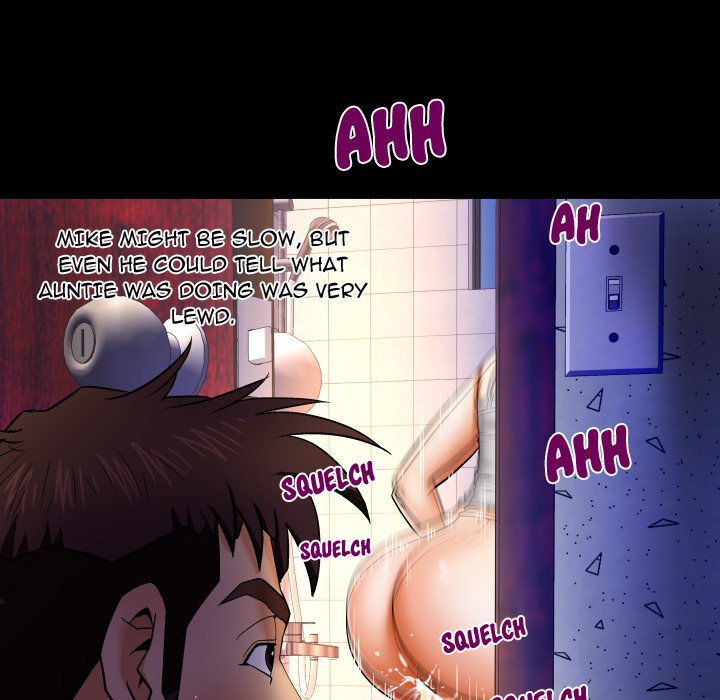 AHH
AH
MIKE MIGHT BE SLOW, BUT
EVEN HE COULD TELL WHAT
AUNTIE WAS DOING WAS VERY
LEWD.
AHH
SQUELCH
SQUELCH
SQUELCH
SQUELCH